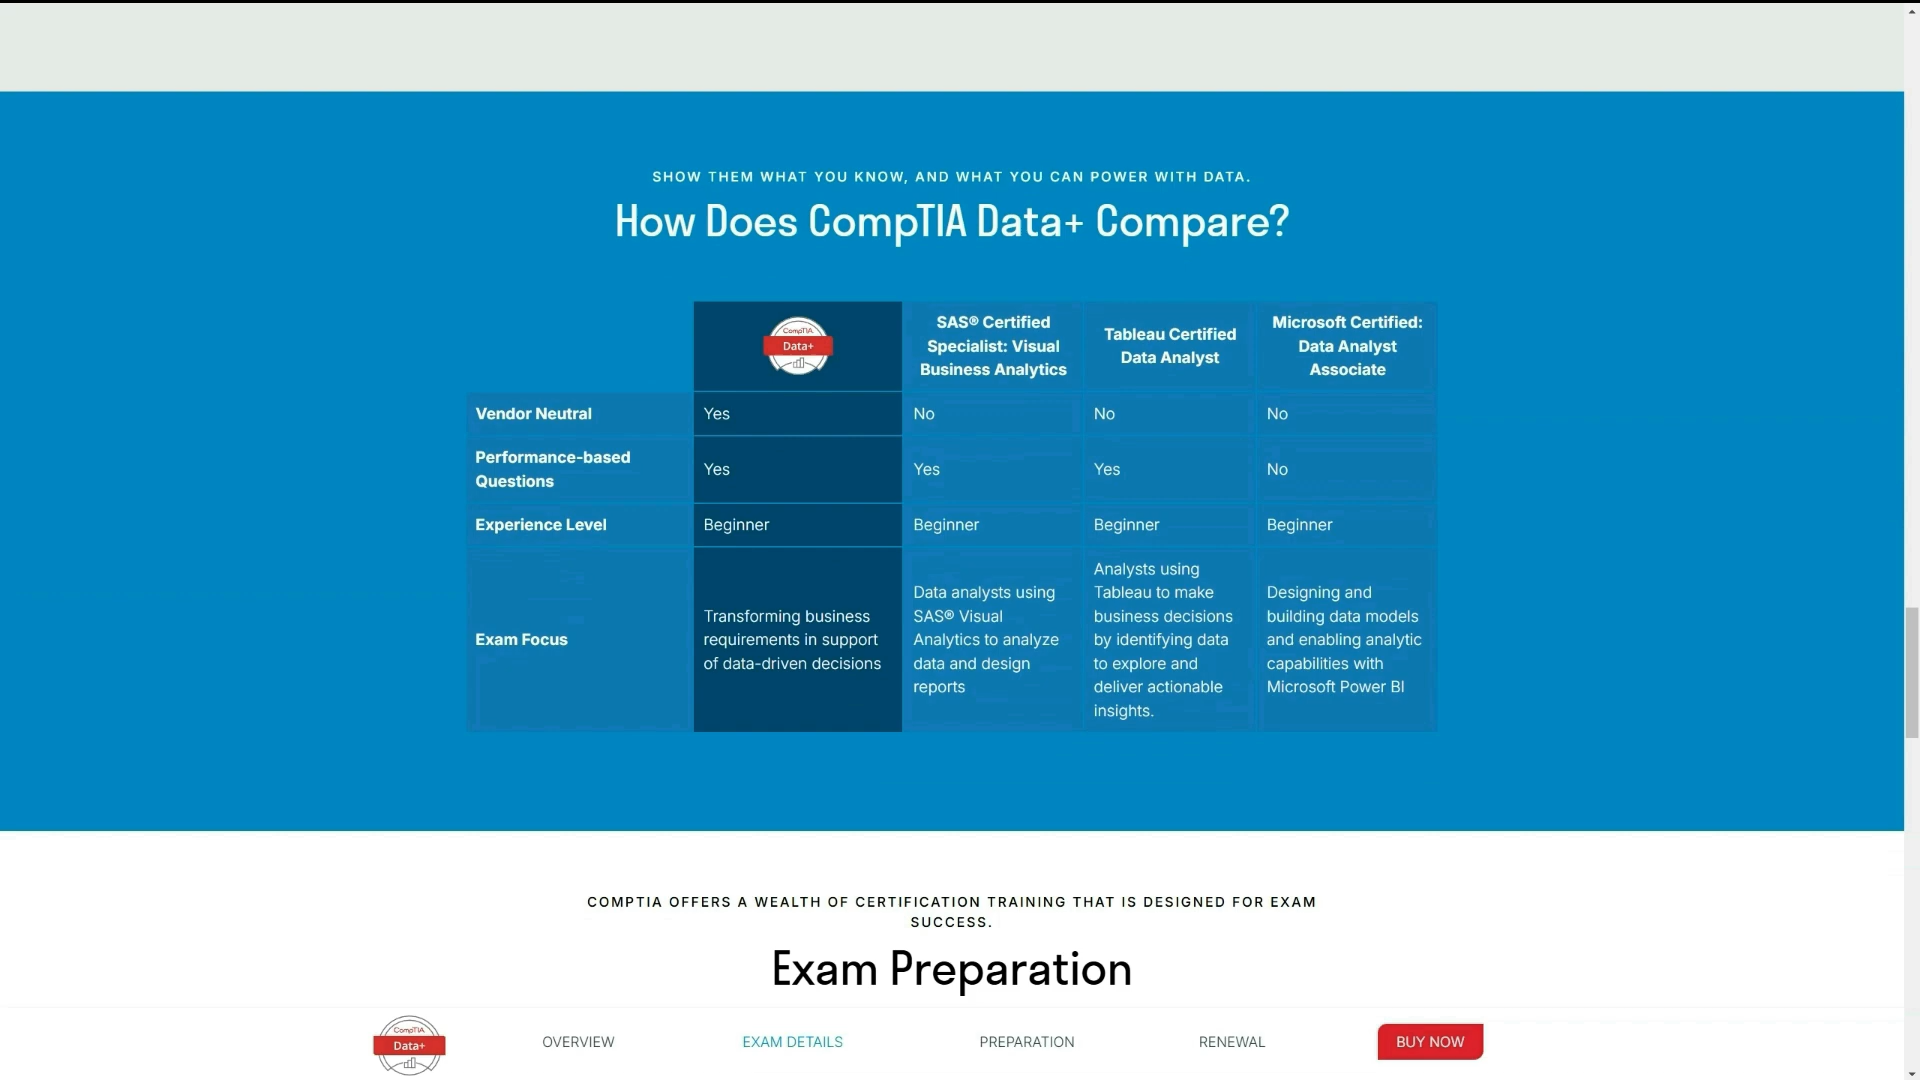 SHOW THEM WHAT YOU KNOW, AND WHAT YOU CAN POWER WITH DATA.
How Does CompTIA Data+ Compare?
CompTIA.
Data+
SAS® Certified
Specialist: Visual
Business Analytics
Tableau Certified
Data Analyst
Microsoft Certified:
Data Analyst
Associate
Vendor Neutral
Yes
No
No
No
Performance-based
Questions
Yes
Yes
Yes
No
Experience Level
Beginner
Beginner
Beginner
Beginner
Exam Focus
Transforming business
requirements in support
of data-driven decisions
Data analysts using
SAS® Visual
Analytics to analyze
data and design
reports
Analysts using
Tableau to make
business decisions
by identifying data
to explore and
deliver actionable
insights.
Designing and
building data models
and enabling analytic
capabilities with
Microsoft Power BI
COMPTIA OFFERS A WEALTH OF CERTIFICATION TRAINING THAT IS DESIGNED FOR EXAM
SUCCESS.
Exam Preparation
CompTIA.
Data+
OVERVIEW
EXAM DETAILS
PREPARATION
RENEWAL
BUY NOW